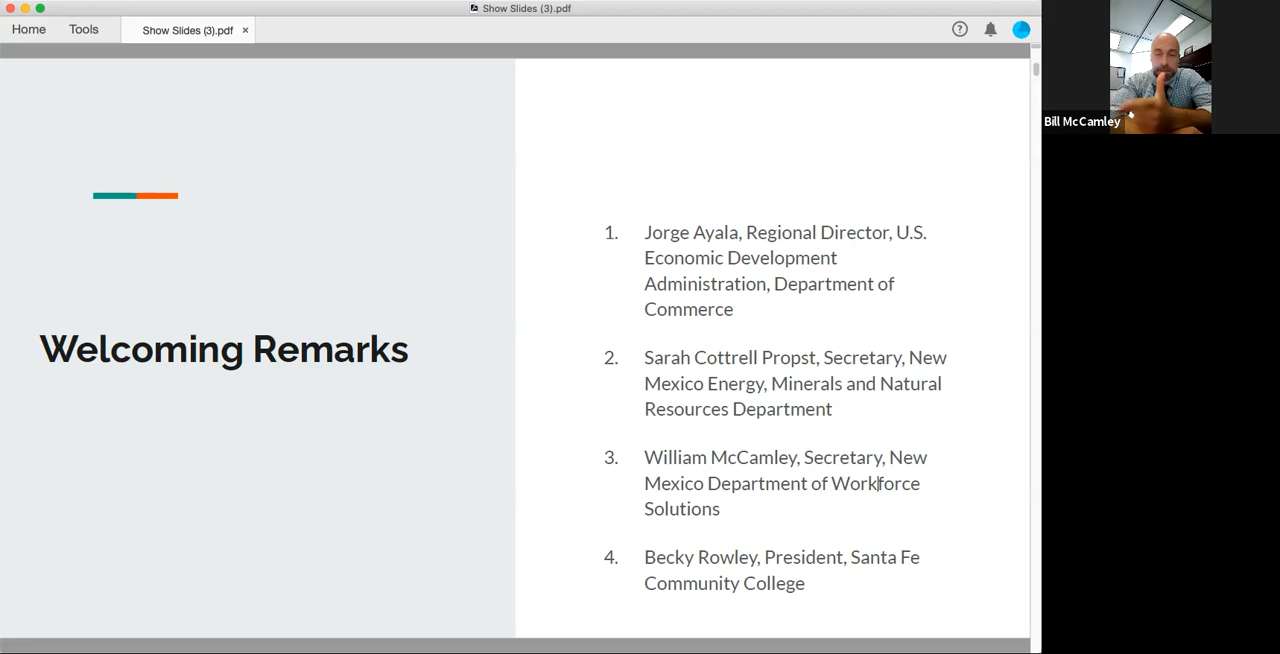 Show Slides (3).pdf
Home
Tools
Show Slides (3).pdf ×
?
Bill McCamley
Welcoming Remarks
1. Jorge Ayala, Regional Director, U.S.
Economic Development
Administration, Department of
Commerce
2. Sarah Cottrell Propst, Secretary, New
Mexico Energy, Minerals and Natural
Resources Department
3. William McCamley, Secretary, New
Mexico Department of Workforce
Solutions
4. Becky Rowley, President, Santa Fe
Community College